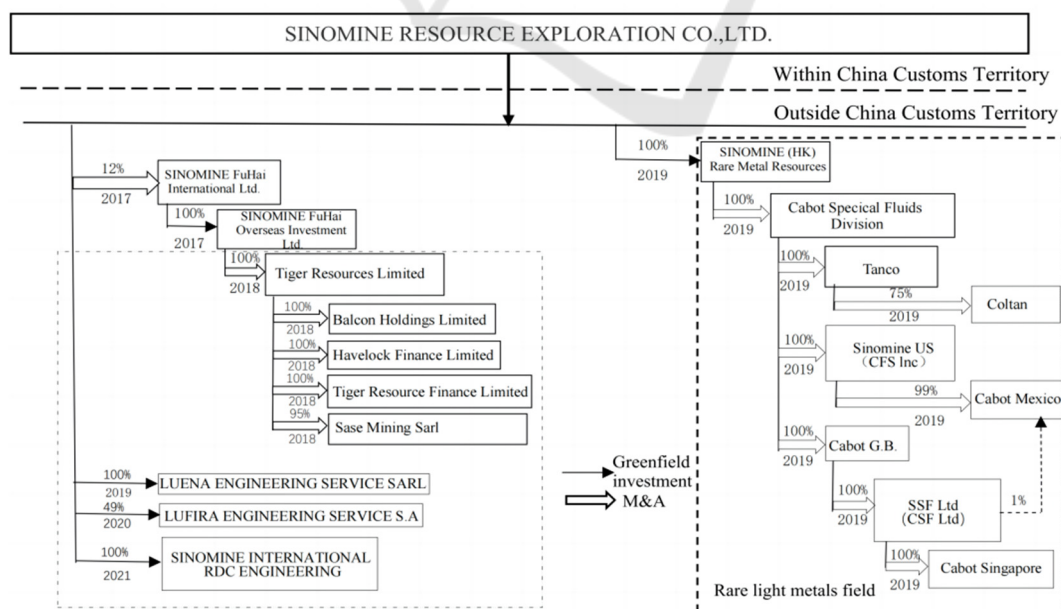 SINOMINE RESOURCE EXPLORATION CO.,LTD.
Within China Customs Territory
Outside China Customs Territory
12%
2017
SINOMINE FuHai
International Ltd.
100%
2017
SINOMINE FuHai
Overseas Investment
Ltd
100%
2018
Tiger Resources Limited
100%
2018
Balcon Holdings Limited
100%
2018
Havelock Finance Limited
100%
2018
Tiger Resource Finance Limited
95%
2018
Sase Mining Sarl
100%
2019
LUENA ENGINEERING SERVICE SARL
49%
2020
LUFIRA ENGINEERING SERVICE S.A
100%
2021
SINOMINE INTERNATIONAL
RDC ENGINEERING
Greenfield
investment
M&A
100%
2019
SINOMINE (HK)
Rare Metal Resources
100%
2019
Cabot Specical Fluids
Division
100%
2019
Tanco
75%
2019
Coltan
100%
2019
Sinomine US
(CFS lnc)
99%
2019
Cabot Mexico
100%
2019
Cabot G.B.
100%
2019
SSF Ltd
(CSF Ltd)
1%
100%
2019
Cabot Singapore
Rare light metals field